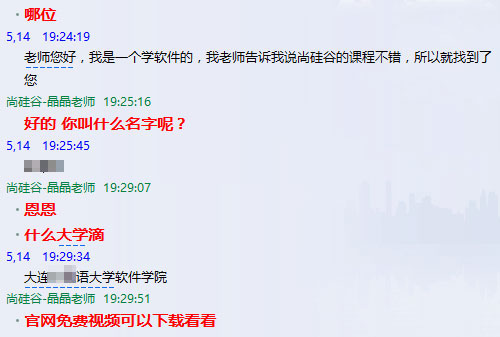 哪位
5,14 19:24:19
老师您好，我是一个学软件的，我老师告诉我说尚硅谷的课程不错，所以就找到了
您
尚硅谷-晶晶老师 19:25:16
好的 你叫什么名字呢？
5,14 19:25:45
尚硅谷-晶晶老师 19:29:07
恩恩
什么大学滴
5,14 19:29:34
大连语大学软件学院
尚硅谷-晶晶老师 19:29:51
官网免费视频可以下载看看